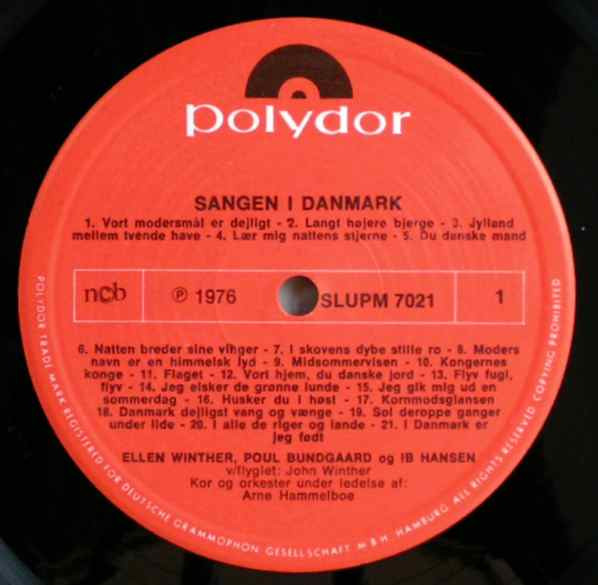 polydor
SANGEN I DANMARK
1. Vort modersmål er dejligt - 2. Langt højere bjerge - 3. Jylland
mellem tvende have - 4. Lær mig nattens stjerne - 5. Du danske mand
ncb
Ⓟ 1976
SLUPM 7021
1
6. Natten breder sine vinger - 7. I skovens dybe stille ro - 8. Moders
navn er en himmelsk lyd - 9. Midsommervisen - 10. Kongernes
konge - 11. Flaget - 12. Vort hjem, du danske jord - 13. Flyv fugl,
flyv - 14. Jeg elsker de grønne lunde - 15. Jeg gik mig ud en
sommerdag - 16. Husker du i høst - 17. Kornmodsglansen
18. Danmark dejligst vang og vænge - 19. Sol deroppe ganger
under lide - 20. I alle de riger og lande - 21. I Danmark er
jeg født
ELLEN WINTHER, POUL BUNDGAARD og IB HANSEN
v/flyglet: John Winther
Kor og orkester under ledelse af:
Arne Hammelboe
POLYDOR TRADE MARK REGISTERED FOR DEUTSCHE GRAMMOPHON GESELLSCHAFT M·B·H, HAMBURG. ALL RIGHTS RESERVED. COPYING PROHIBITED